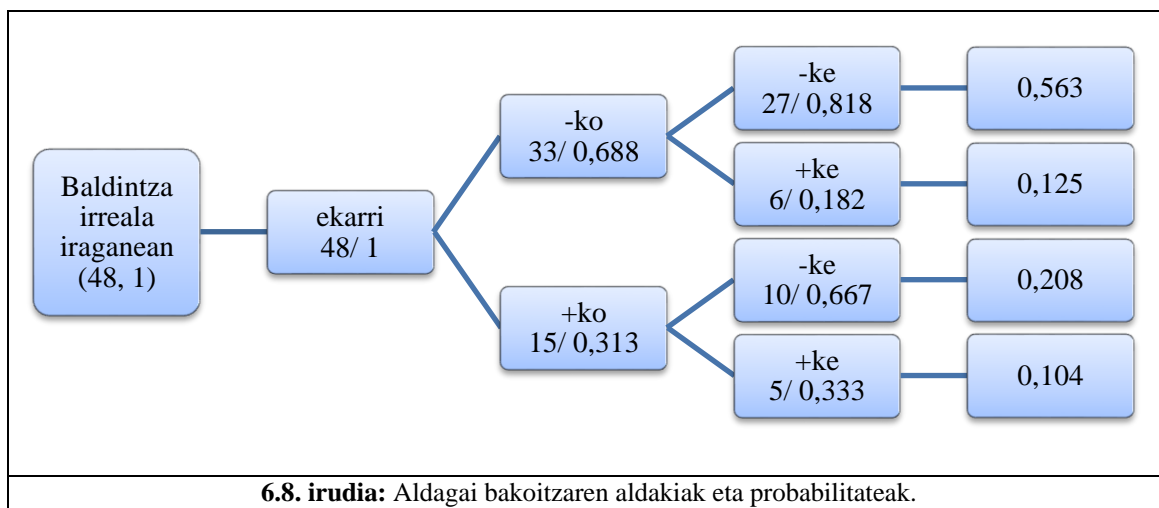 Baldintza
irreala
iraganean
(48, 1)
ekarri
48/ 1
-ko
33/ 0,688
+ko
15/ 0,313
-ke
27/ 0,818
+ke
6/ 0,182
-ke
10/ 0,667
+ke
5/ 0,333
0,563
0,125
0,208
0,104
6.8. irudia: Aldagai bakoitzaren aldakiak eta probabilitateak.